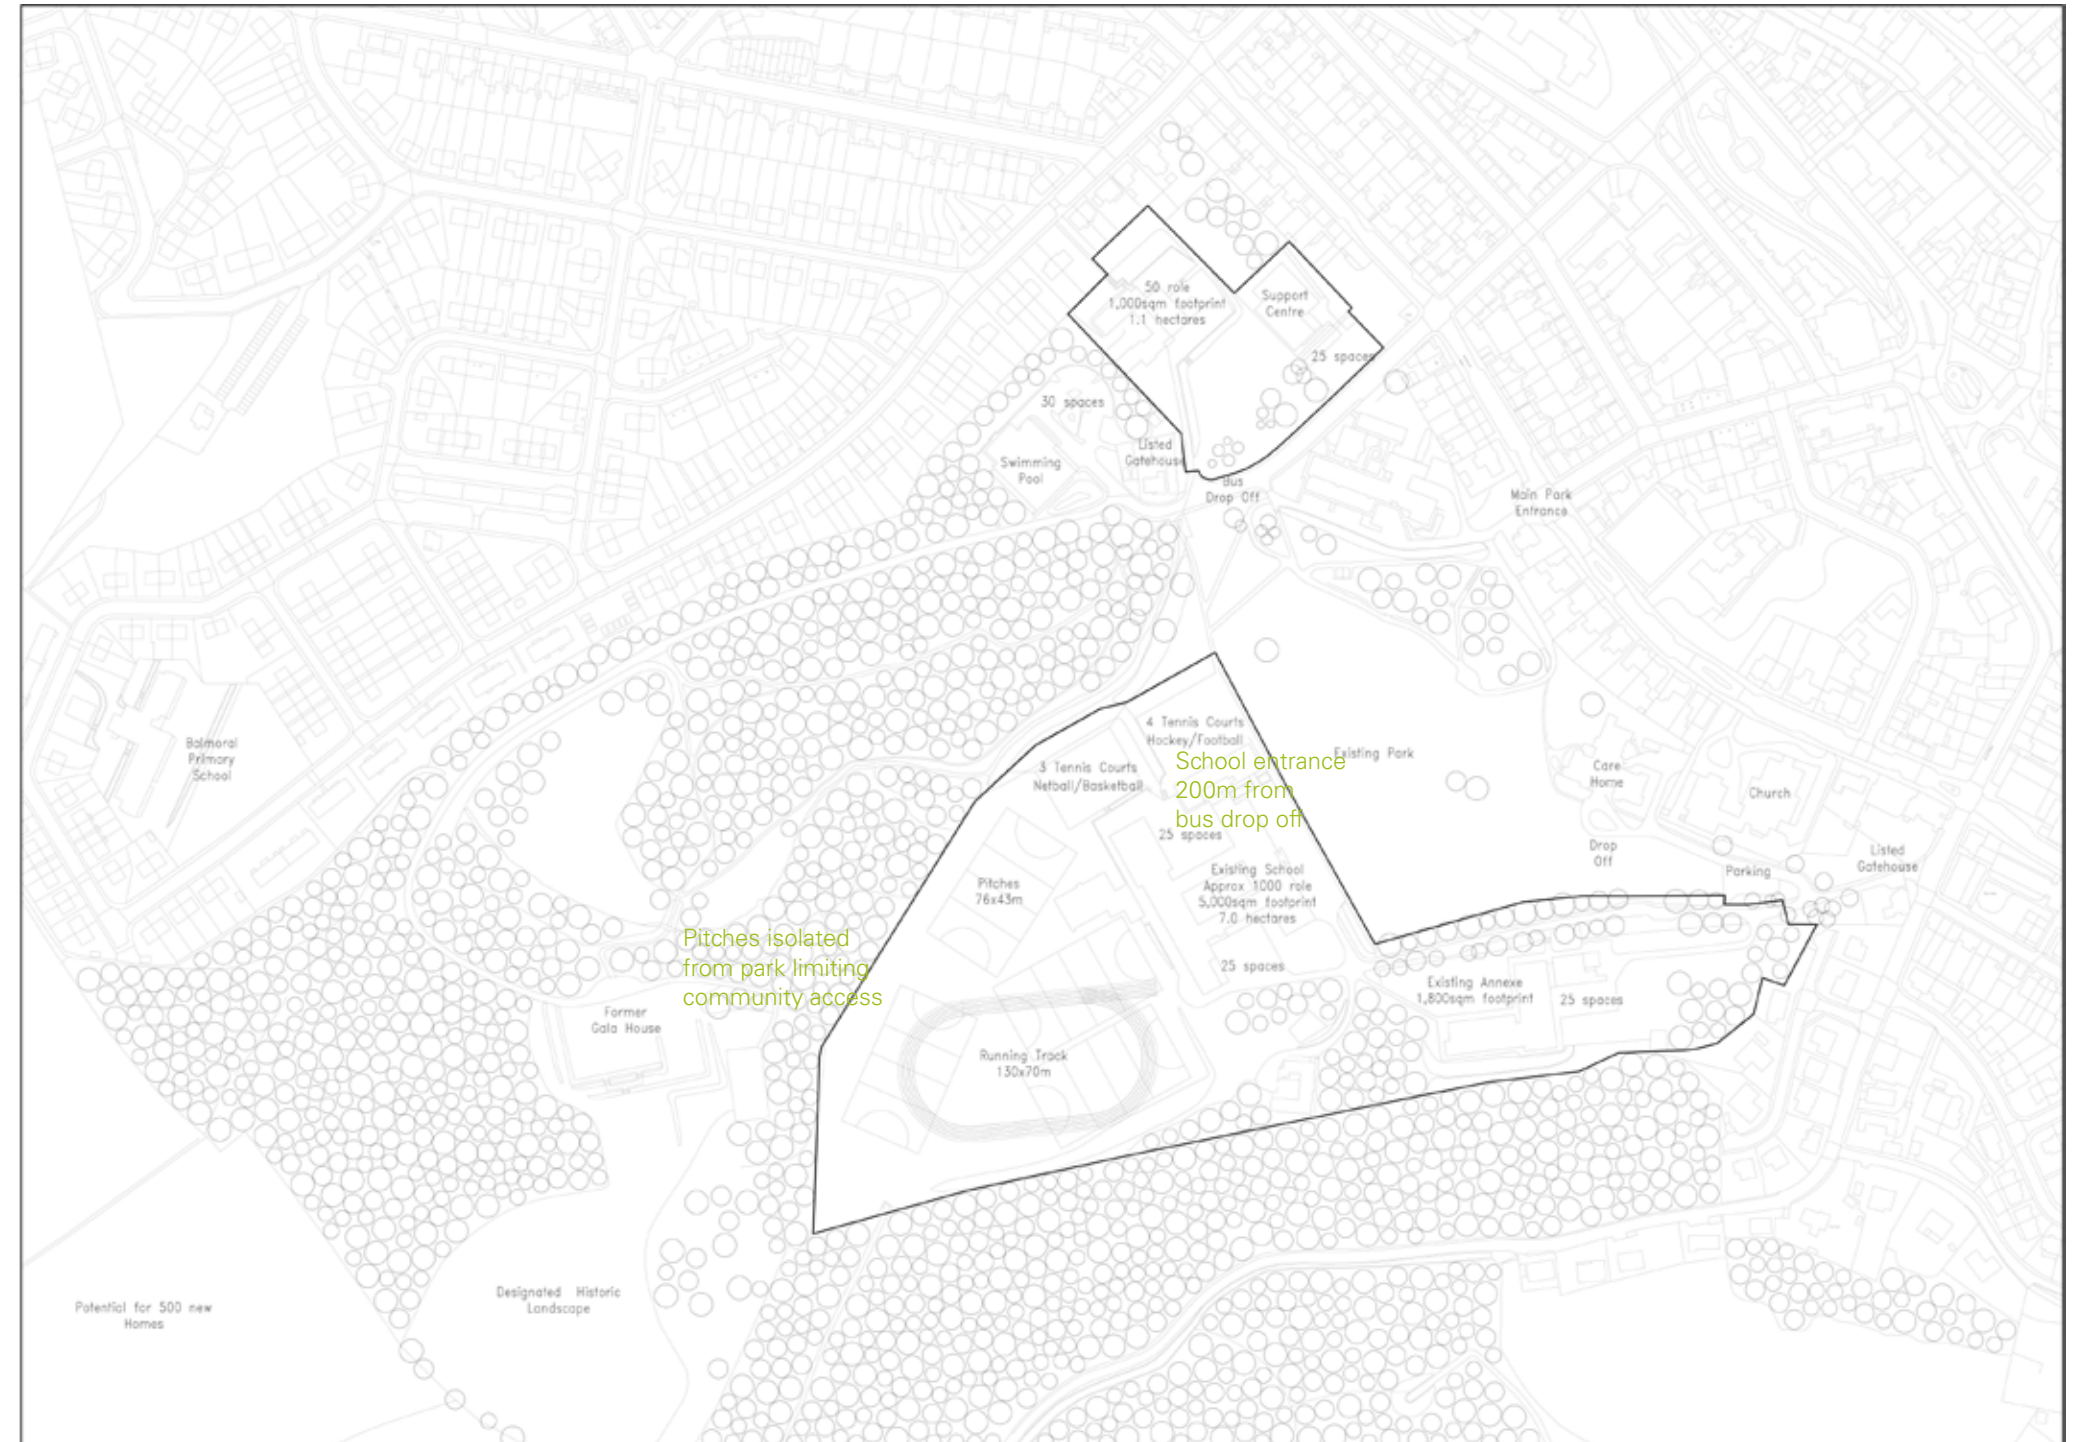 50 role
1,000sqm footprint
1.1 hectares
Support
Centre
25 spaces
30 spaces
Listed
Gatehouse
Swimming
Pool
Bus
Drop Off
Main Park
Entrance
4 Tennis Courts
Hockey/Football
3 Tennis Courts
Netball/Basketball
School entrance
200m from
bus drop off
Existing Park
Balmoral
Primary
School
Care
Home
Church
25 spaces
Drop
Off
Parking
Listed
Gatehouse
Existing School
Approx 1000 role
5,000sqm footprint
7.0 hectares
Pitches
76x43m
Pitches isolated
from park limiting
community access
25 spaces
Existing Annexe
1,800sqm footprint
25 spaces
Former
Gala House
Running Track
130x70m
Designated Historic
Landscape
Potential for 500 new
Homes